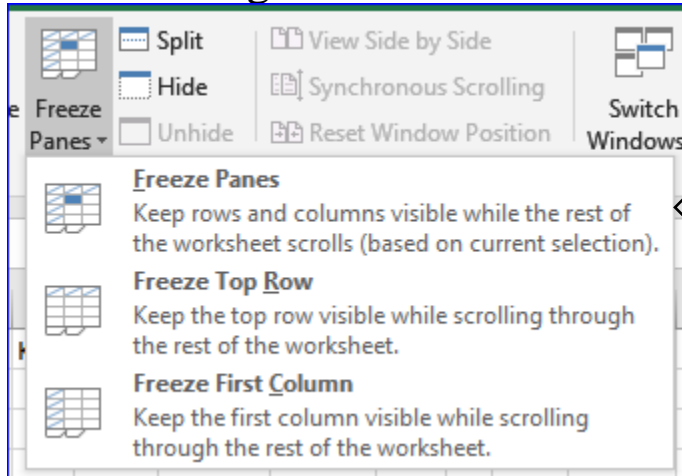 Split
Hide
Unhide
View Side by Side
Synchronous Scrolling
Reset Window Position
e Freeze
Panes
Switch
Windows
Freeze Panes
Keep rows and columns visible while the rest of
the worksheet scrolls (based on current selection).
Freeze Top Row
Keep the top row visible while scrolling through
the rest of the worksheet.
Freeze First Column
Keep the first column visible while scrolling
through the rest of the worksheet.